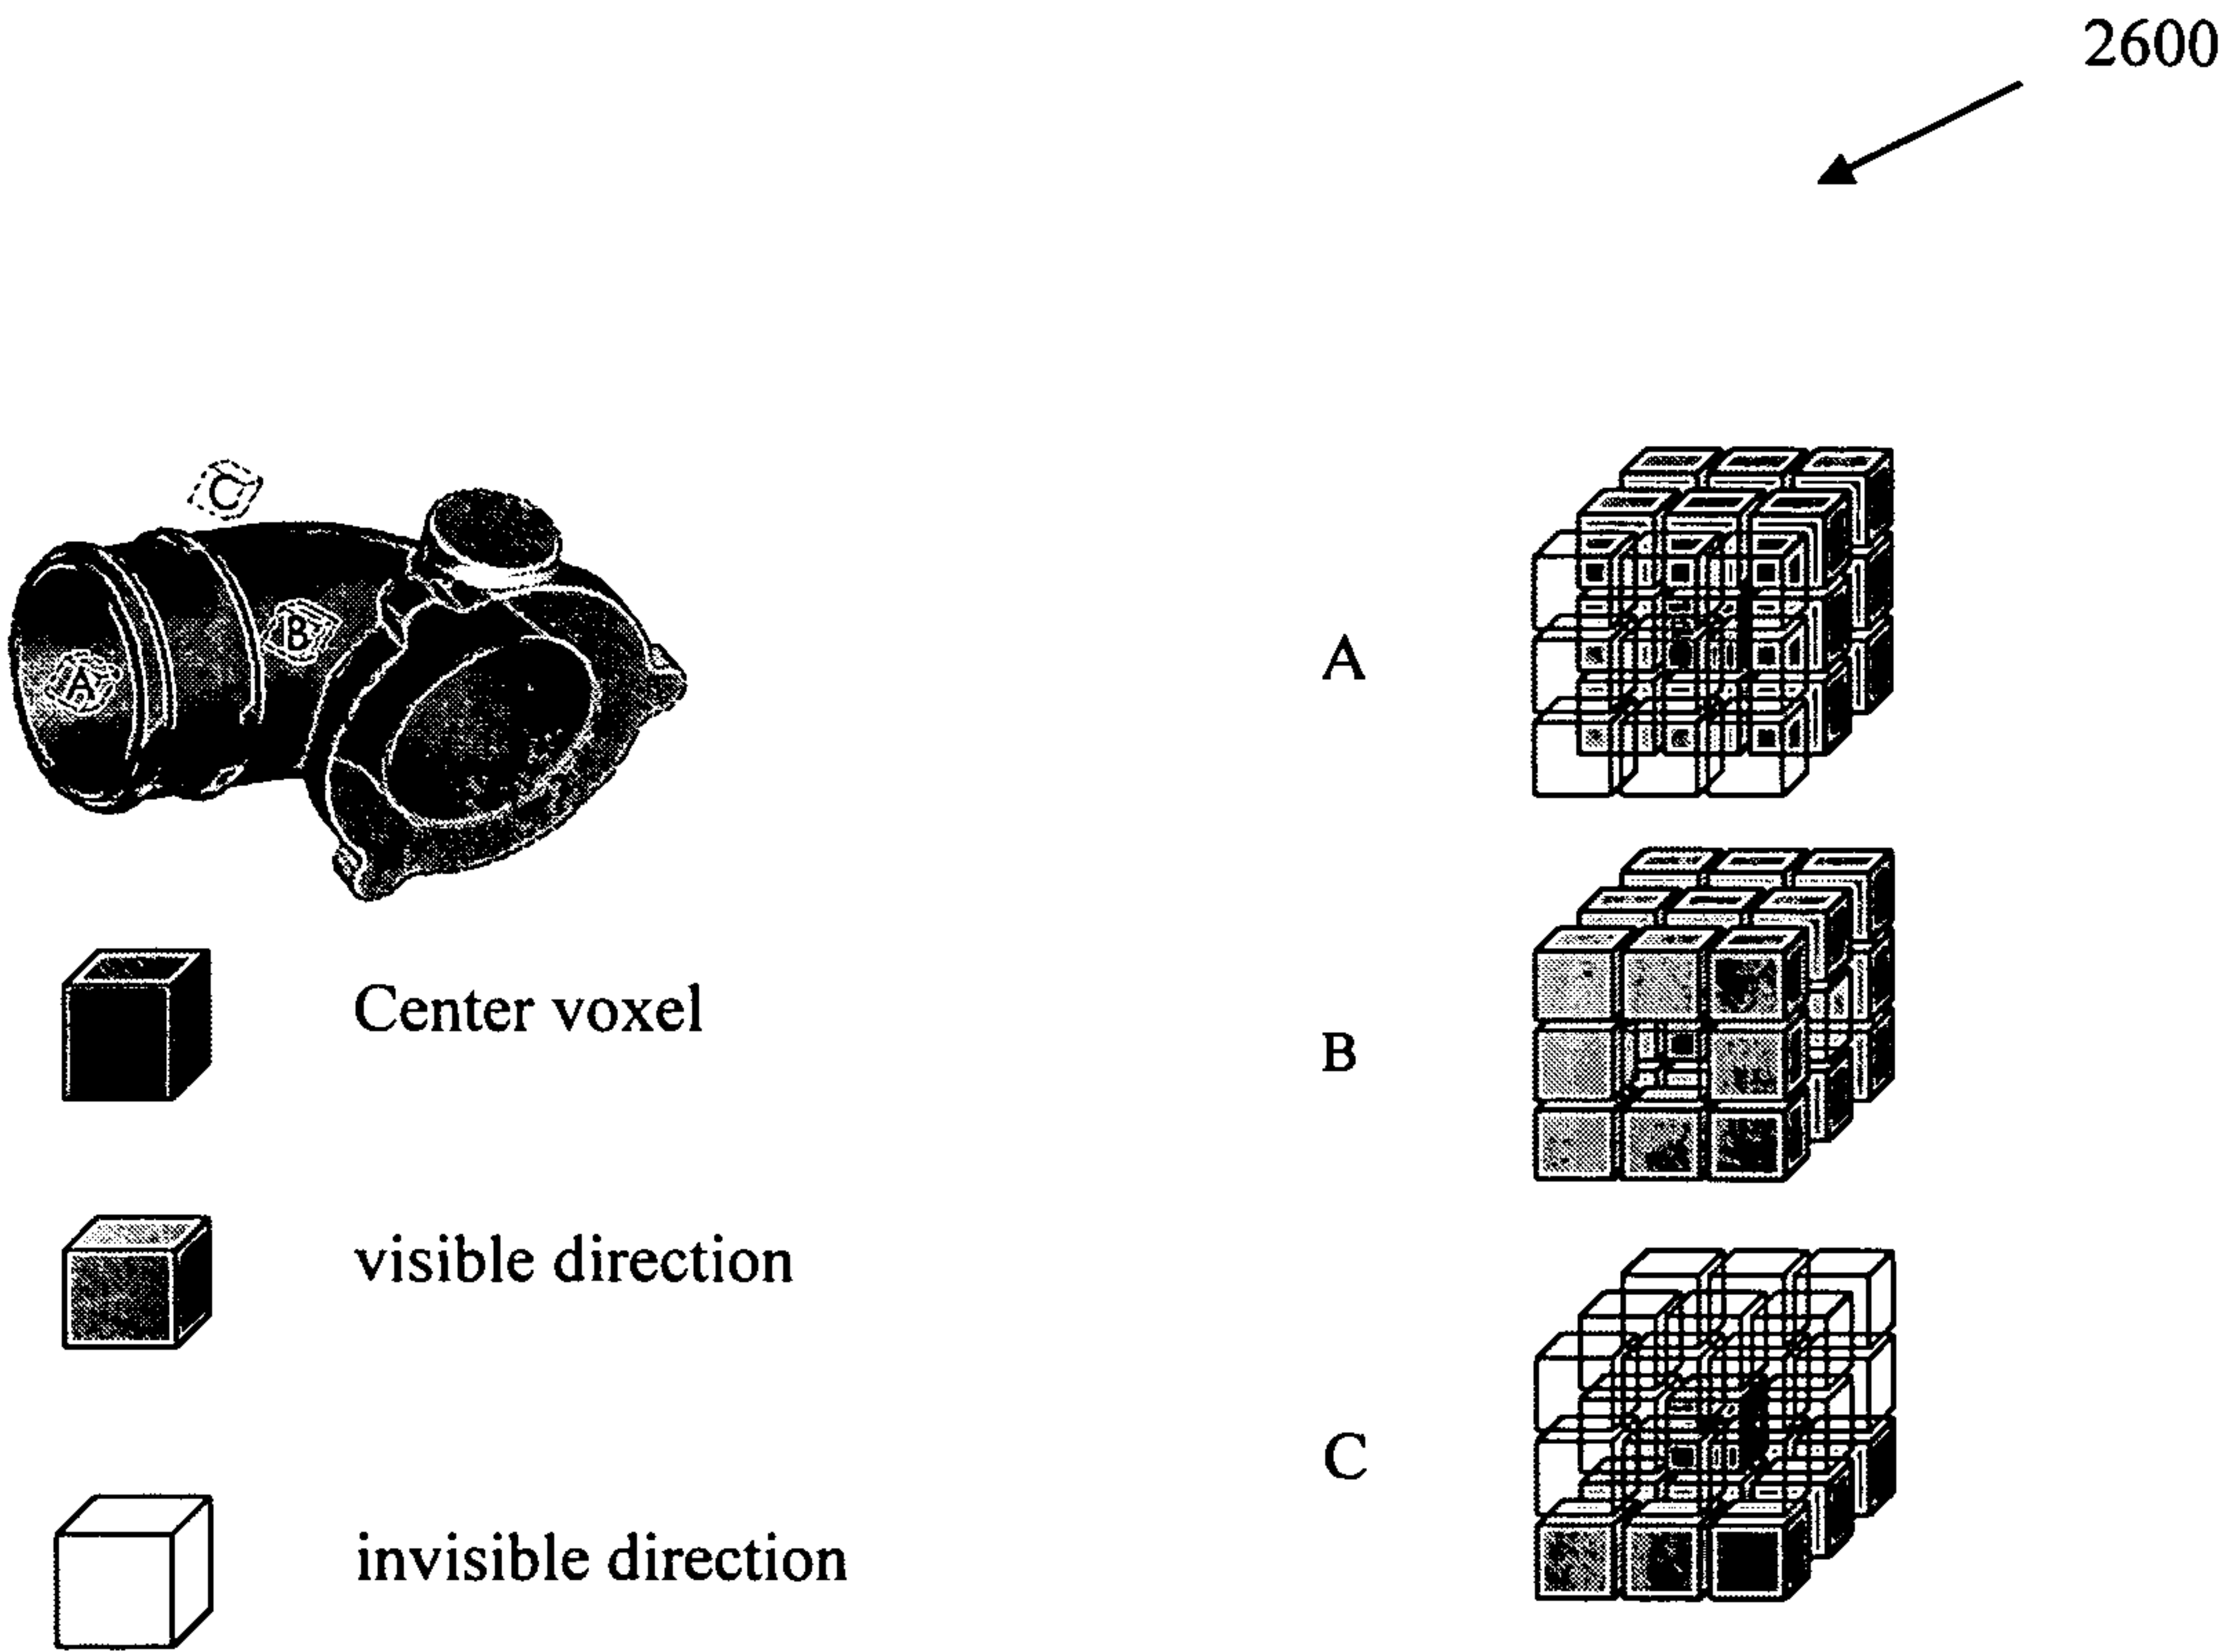 2600
C
B
A
A
Center voxel
B
visible direction
C
invisible direction